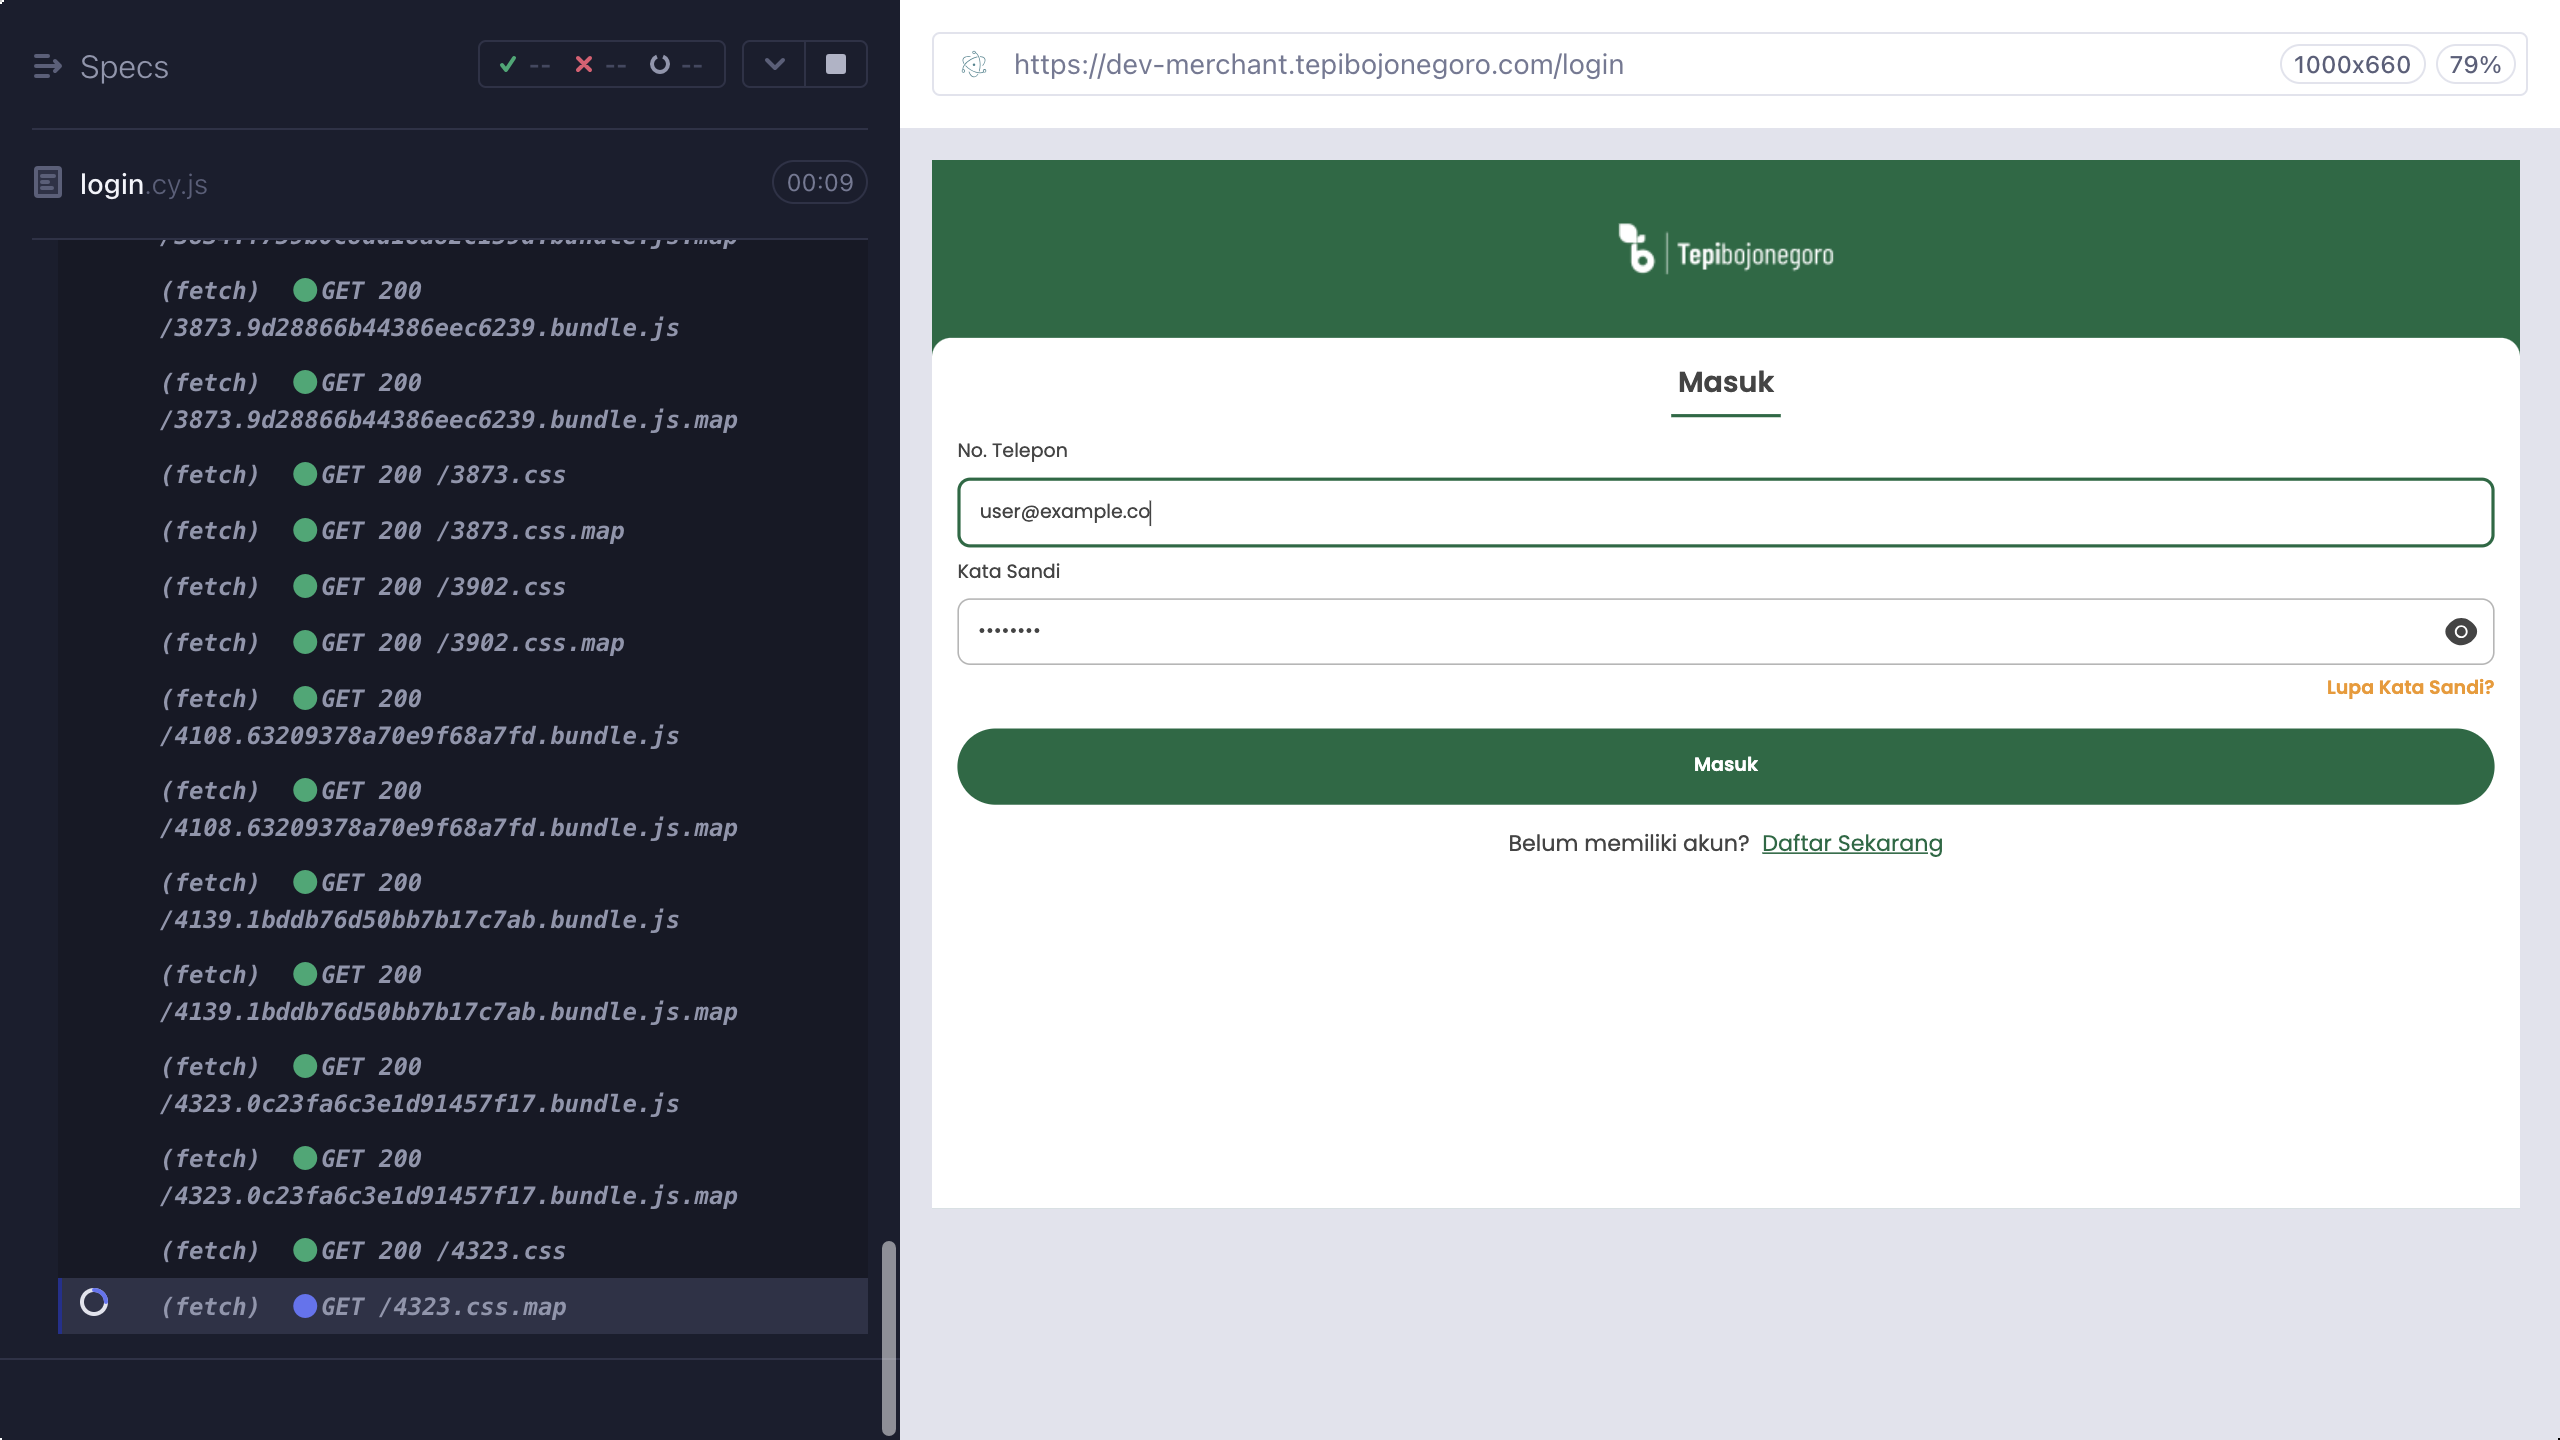 Specs
-- -- --
login.cy.js
00:09
(fetch) GET 200
/3873.9d28866b44386eec6239.bundle.js
(fetch) GET 200
/3873.9d28866b44386eec6239.bundle.js.map
(fetch) GET 200 /3873.css
(fetch) GET 200 /3873.css.map
(fetch) GET 200 /3902.css
(fetch) GET 200 /3902.css.map
(fetch) GET 200
/4108.63209378a70e9f68a7fd.bundle.js
(fetch) GET 200
/4108.63209378a70e9f68a7fd.bundle.js.map
(fetch) GET 200
/4139.1bddb76d50bb7b17c7ab.bundle.js
(fetch) GET 200
/4139.1bddb76d50bb7b17c7ab.bundle.js.map
(fetch) GET 200
/4323.0c23fa6c3e1d91457f17.bundle.js
(fetch) GET 200
/4323.0c23fa6c3e1d91457f17.bundle.js.map
(fetch) GET 200 /4323.css
(fetch) GET /4323.css.map
https://dev-merchant.tepibojonegoro.com/login
1000x660
79%
Tepibojonegoro
Masuk
No. Telepon
user@example.co
Kata Sandi
••••••••
Lupa Kata Sandi?
Masuk
Belum memiliki akun? Daftar Sekarang